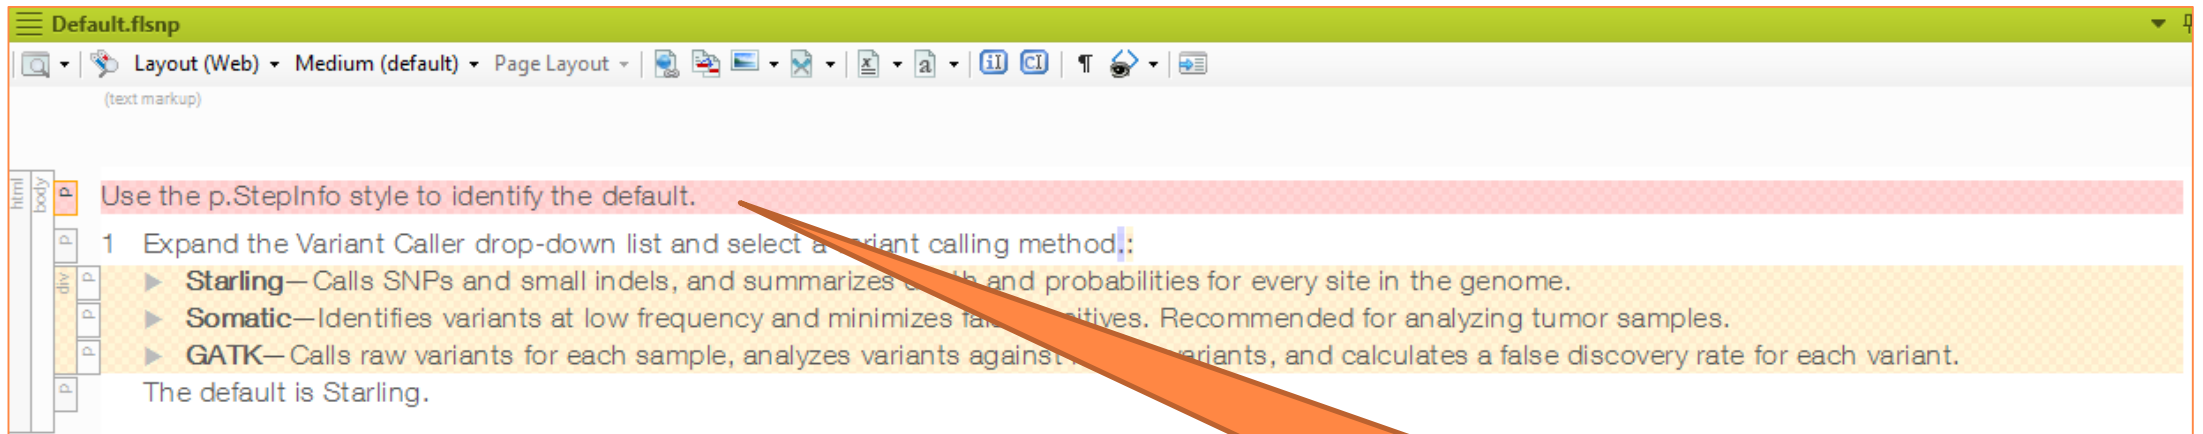 Default.flsnp
Layout (Web) Medium (default) Page Layout
(text markup)
html body p Use the p.StepInfo style to identify the default.
p 1 Expand the Variant Caller drop-down list and select a variant calling method.:
div p Starling—Calls SNPs and small indels, and summarizes and probabilities for every site in the genome.
p Somatic—Identifies variants at low frequency and minimizes false positives. Recommended for analyzing tumor samples.
p GATK—Calls raw variants for each sample, analyzes variants against variants, and calculates a false discovery rate for each variant.
p The default is Starling.